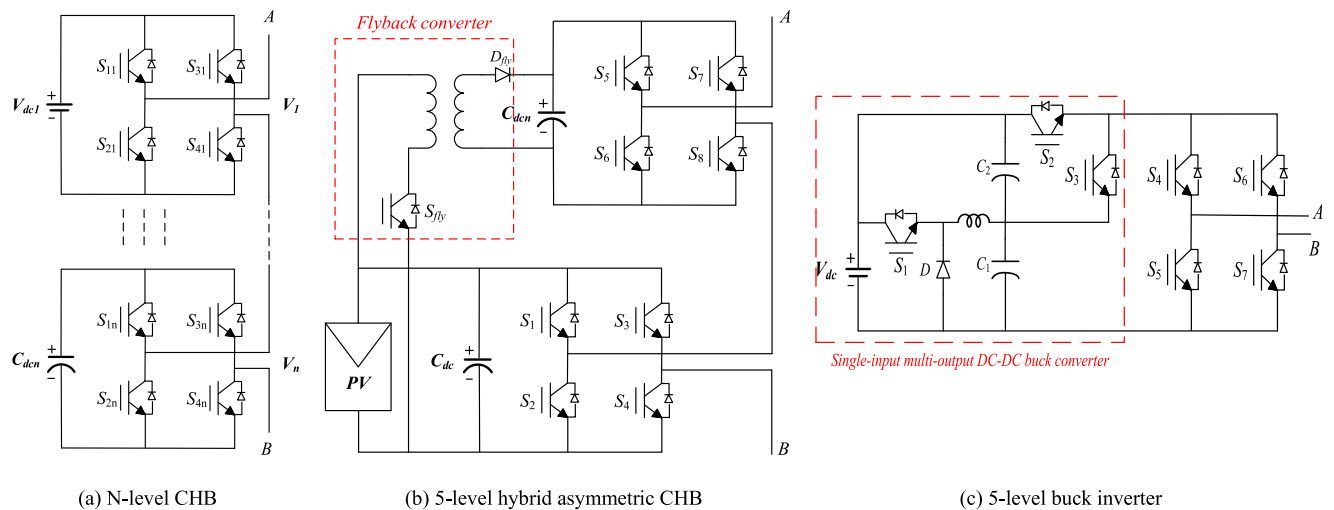 A
S11
S31
Vdc1
+
−
V1
S21
S41
S1n
S3n
Cdcn
+
−
Vn
S2n
S4n
B
(a) N-level CHB
Flyback converter
Dfly
A
S5
S7
+
Cdcn
−
S6
S8
Sfly
S1
S3
+
Cdc
−
PV
S2
S4
B
(b) 5-level hybrid asymmetric CHB
S2
C2
S3
S4
S6
A
S1
B
+
Vdc
−
D
C1
S5
S7
Single-input multi-output DC-DC buck converter
(c) 5-level buck inverter